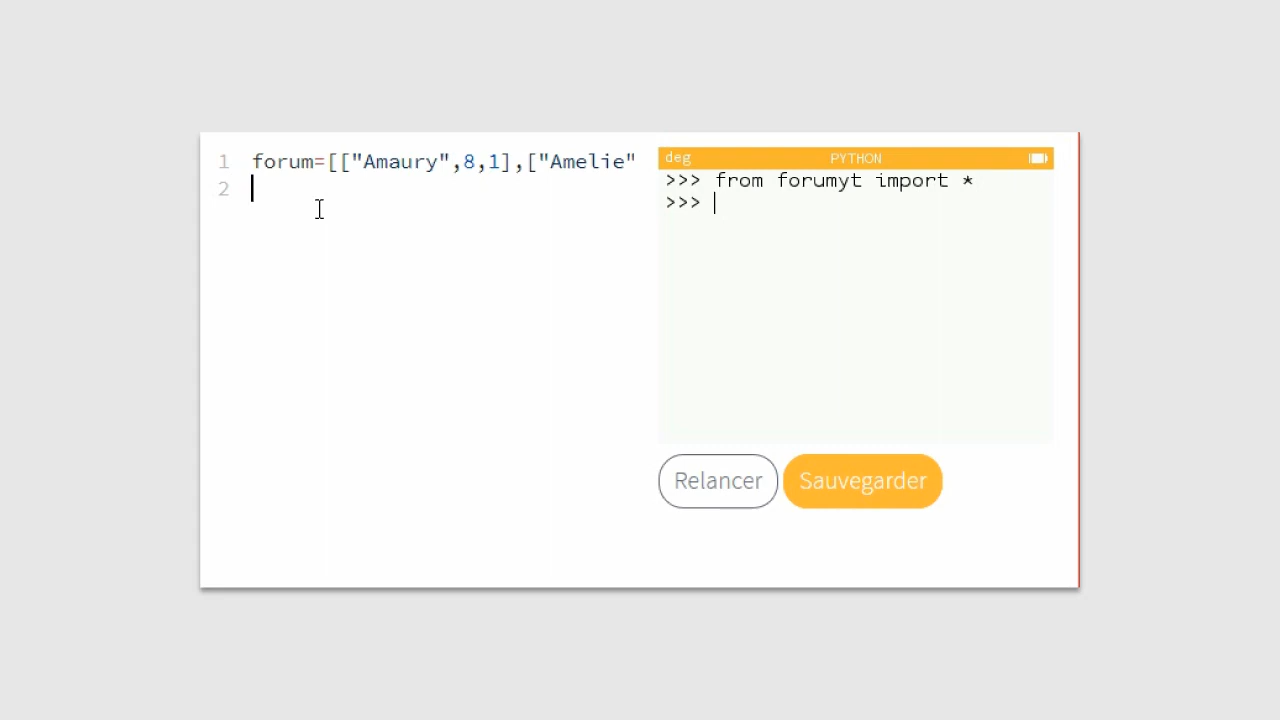 1 forum=[["Amaury",8,1],["Amelie"
2
deg PYTHON
>>> from forumyt import *
>>>
Relancer Sauvegarder